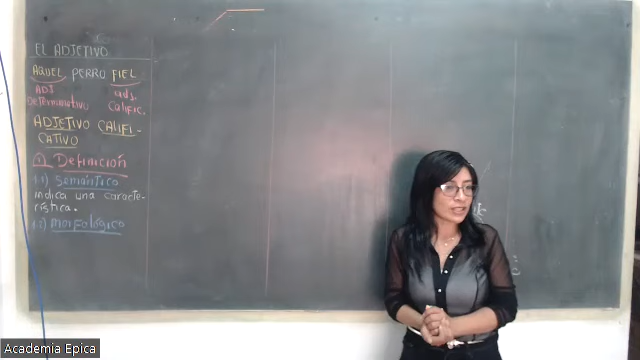 EL ADJETIVO
AQUEL PERRO FIEL
ADJ adj.
Determinativo Calific.
ADJETIVO CALIFI-
CATIVO
1) Definición
1.1) Semántico
indica una caracte-
rística.
1.2) Morfológico
Academia Epica